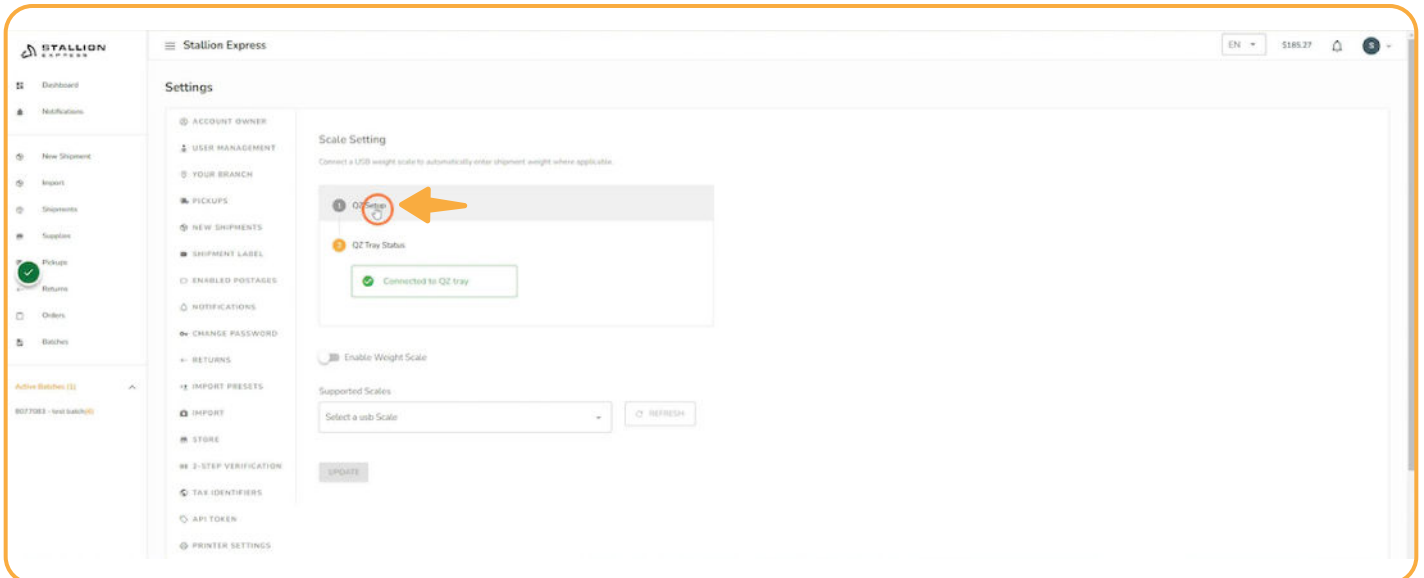 STALLION
EXPRESS
Dashboard
Notifications
New Shipment
Import
Shipments
Supplies
Pickups
Returns
Orders
Batches
Active Batches (1)
8077083 - test batch(6)
Stallion Express
EN
$185.27
S
Settings
ACCOUNT OWNER
USER MANAGEMENT
YOUR BRANCH
PICKUPS
NEW SHIPMENTS
SHIPMENT LABEL
ENABLED POSTAGES
NOTIFICATIONS
CHANGE PASSWORD
RETURNS
IMPORT PRESETS
IMPORT
STORE
2-STEP VERIFICATION
TAX IDENTIFIERS
API TOKEN
PRINTER SETTINGS
Scale Setting
Connect a USB weight scale to automatically enter shipment weight where applicable.
1 QZ Setup
2 QZ Tray Status
Connected to QZ tray
Enable Weight Scale
Supported Scales
Select a usb Scale
REFRESH
UPDATE